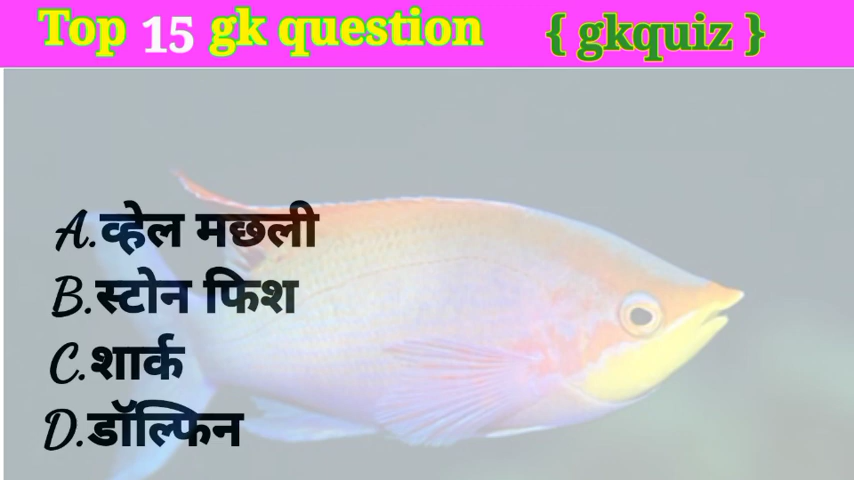 Top 15 gk question { gkquiz }
A.व्हेल मछली
B.स्टोन फिश
C.शार्क
D.डॉल्फिन